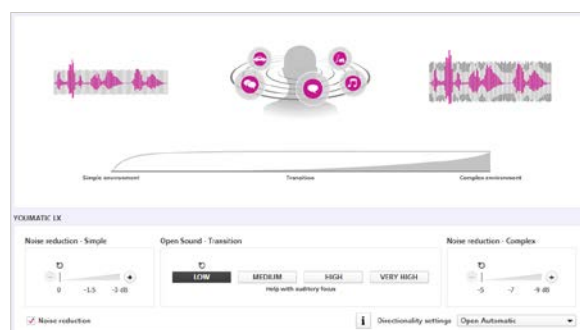 Simple environment
Transition
Complex environment
YOUMATIC LX
Noise reduction - Simple
Open Sound - Transition
Noise reduction - Complex
LOW
MEDIUM
HIGH
VERY HIGH
0
-1.5
-3 dB
Help with auditory focus
-5
-7
-9 dB
Noise reduction
i
Directionality settings
Open Automatic